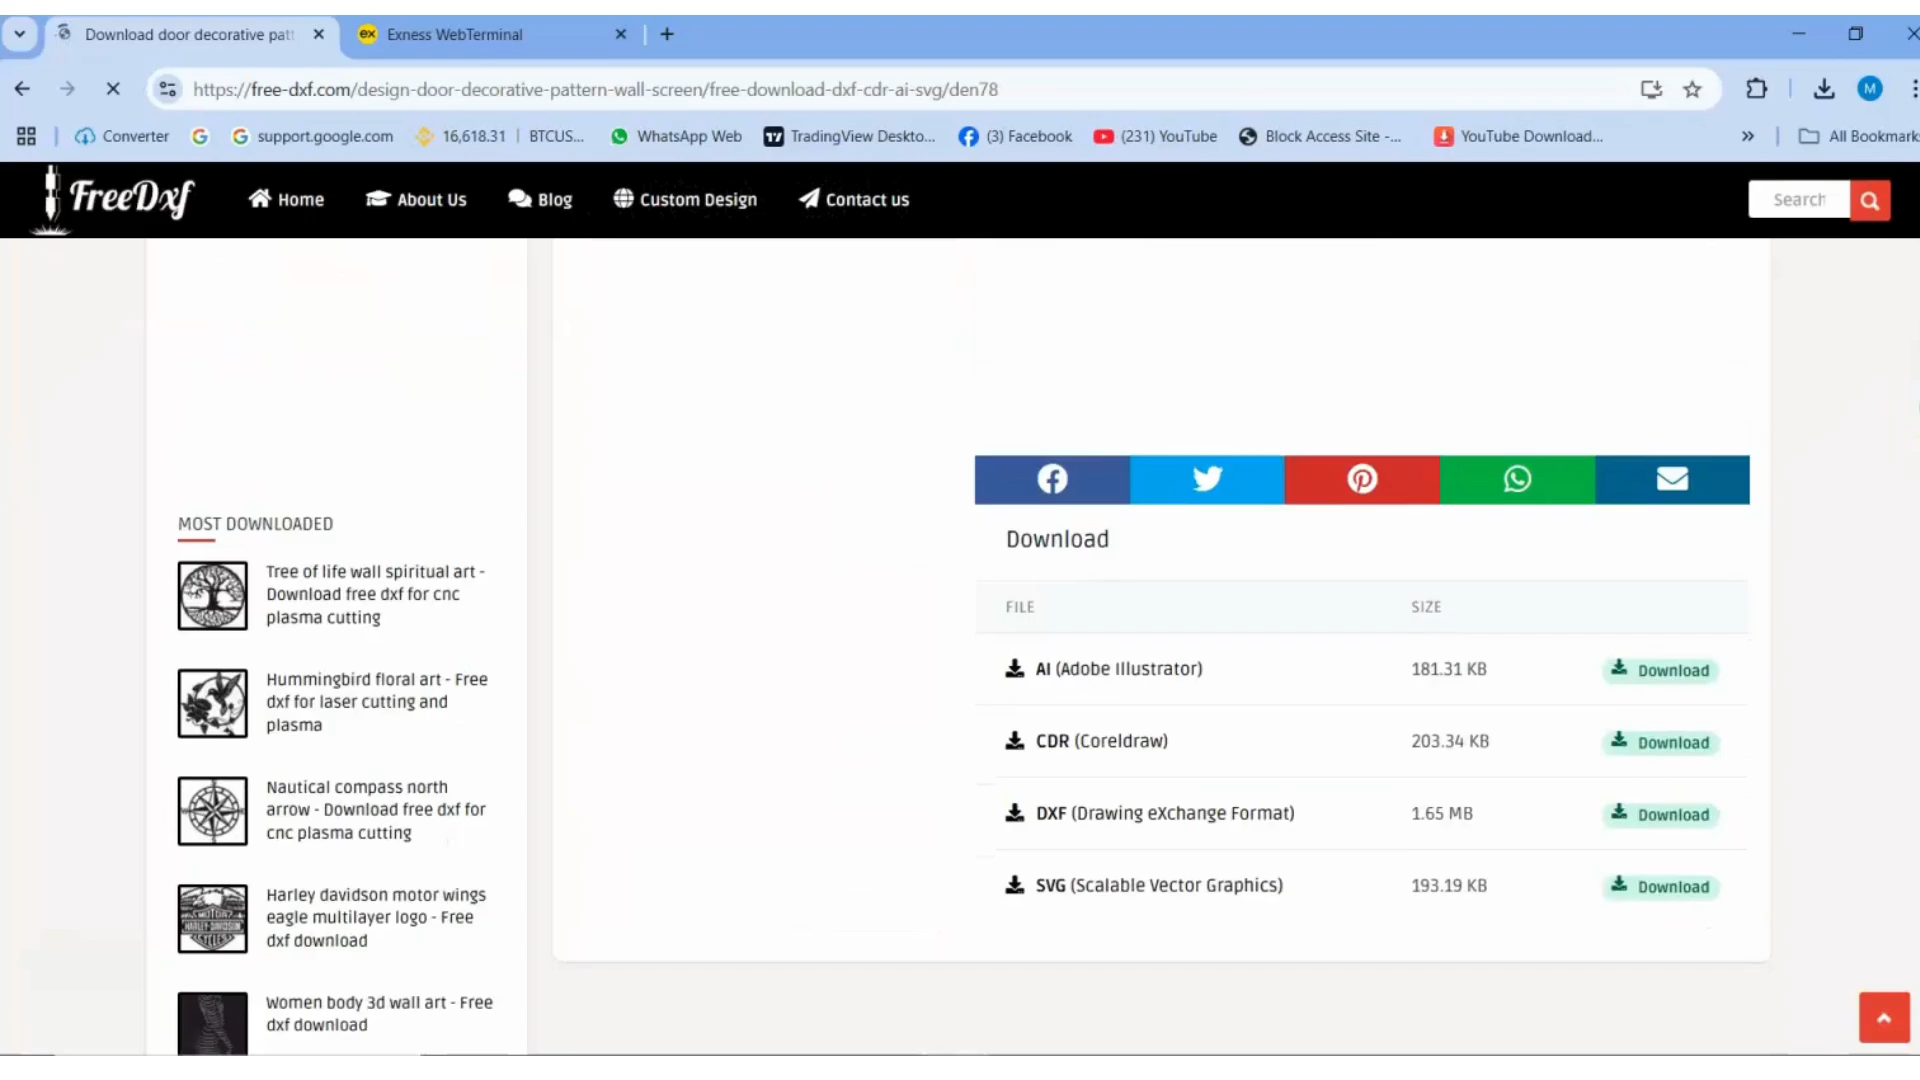 Download door decorative patt
ex Exness WebTerminal
https://free-dxf.com/design-door-decorative-pattern-wall-screen/free-download-dxf-cdr-ai-svg/den78
M
Converter
support.google.com
16,618.31 | BTCUS...
WhatsApp Web
TradingView Deskto...
(3) Facebook
(231) YouTube
Block Access Site -...
YouTube Download...
» All Bookmark
FreeDxf
Home
About Us
Blog
Custom Design
Contact us
Search
MOST DOWNLOADED
Tree of life wall spiritual art -
Download free dxf for cnc
plasma cutting
Hummingbird floral art - Free
dxf for laser cutting and
plasma
Nautical compass north
arrow - Download free dxf for
cnc plasma cutting
Harley davidson motor wings
eagle multilayer logo - Free
dxf download
Women body 3d wall art - Free
dxf download
Download
FILE SIZE
AI (Adobe Illustrator) 181.31 KB Download
CDR (Coreldraw) 203.34 KB Download
DXF (Drawing eXchange Format) 1.65 MB Download
SVG (Scalable Vector Graphics) 193.19 KB Download